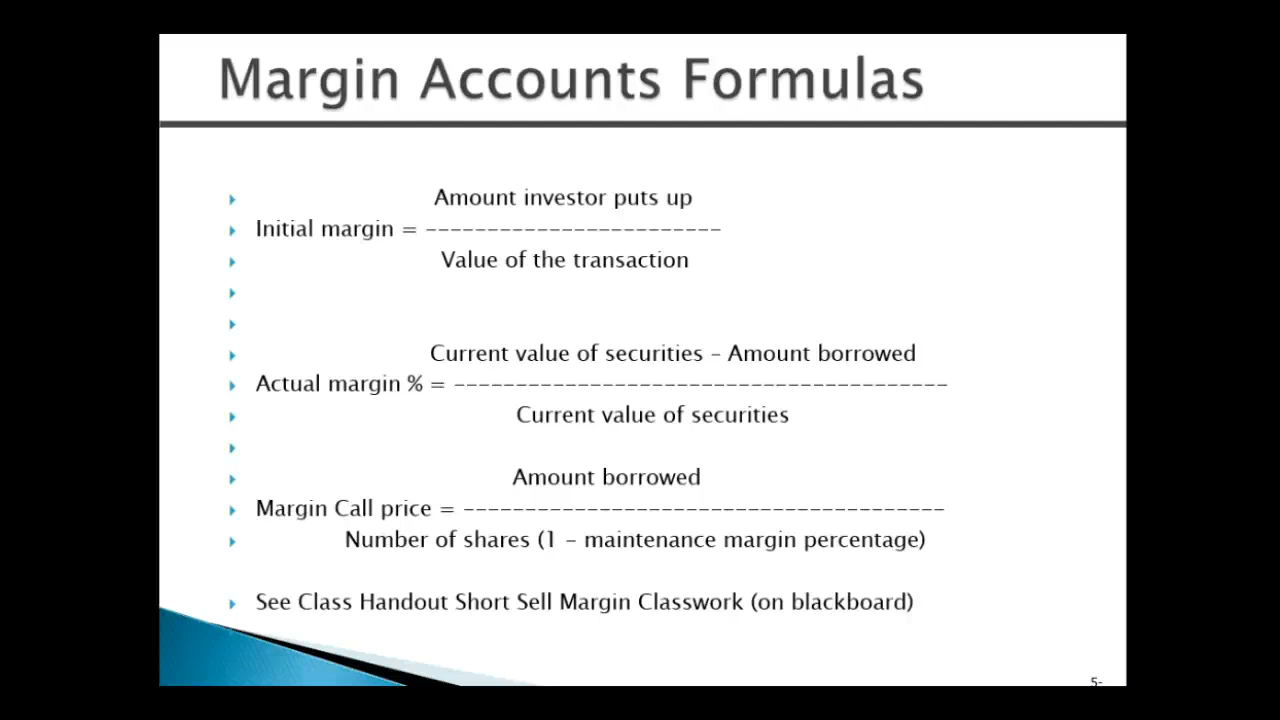 Margin Accounts Formulas
Amount investor puts up
Initial margin = ------------------------
Value of the transaction
Current value of securities – Amount borrowed
Actual margin % = ----------------------------------------
Current value of securities
Amount borrowed
Margin Call price = ---------------------------------------
Number of shares (1 – maintenance margin percentage)
See Class Handout Short Sell Margin Classwork (on blackboard)
5-